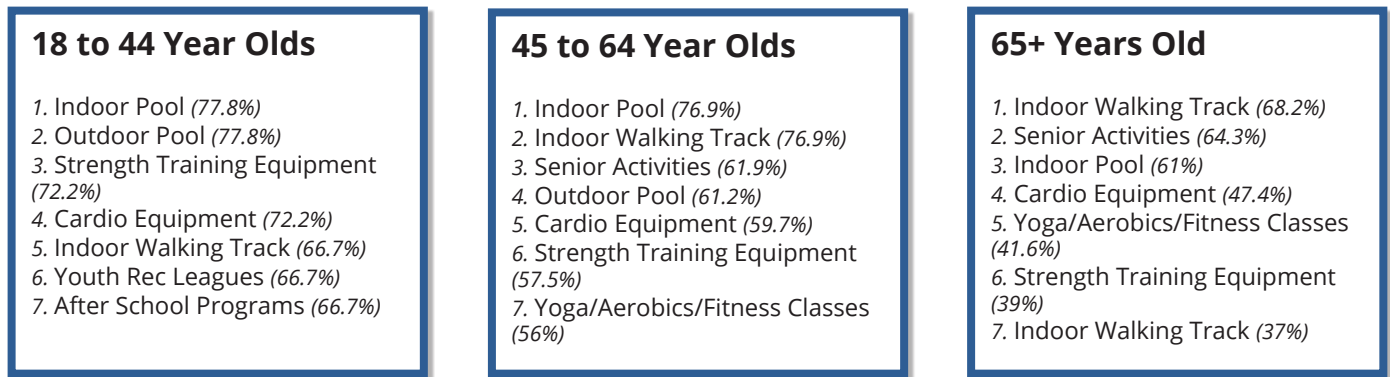 18 to 44 Year Olds
1. Indoor Pool (77.8%)
2. Outdoor Pool (77.8%)
3. Strength Training Equipment
(72.2%)
4. Cardio Equipment (72.2%)
5. Indoor Walking Track (66.7%)
6. Youth Rec Leagues (66.7%)
7. After School Programs (66.7%)
45 to 64 Year Olds
1. Indoor Pool (76.9%)
2. Indoor Walking Track (76.9%)
3. Senior Activities (61.9%)
4. Outdoor Pool (61.2%)
5. Cardio Equipment (59.7%)
6. Strength Training Equipment
(57.5%)
7. Yoga/Aerobics/Fitness Classes
(56%)
65+ Years Old
1. Indoor Walking Track (68.2%)
2. Senior Activities (64.3%)
3. Indoor Pool (61%)
4. Cardio Equipment (47.4%)
5. Yoga/Aerobics/Fitness Classes
(41.6%)
6. Strength Training Equipment
(39%)
7. Indoor Walking Track (37%)